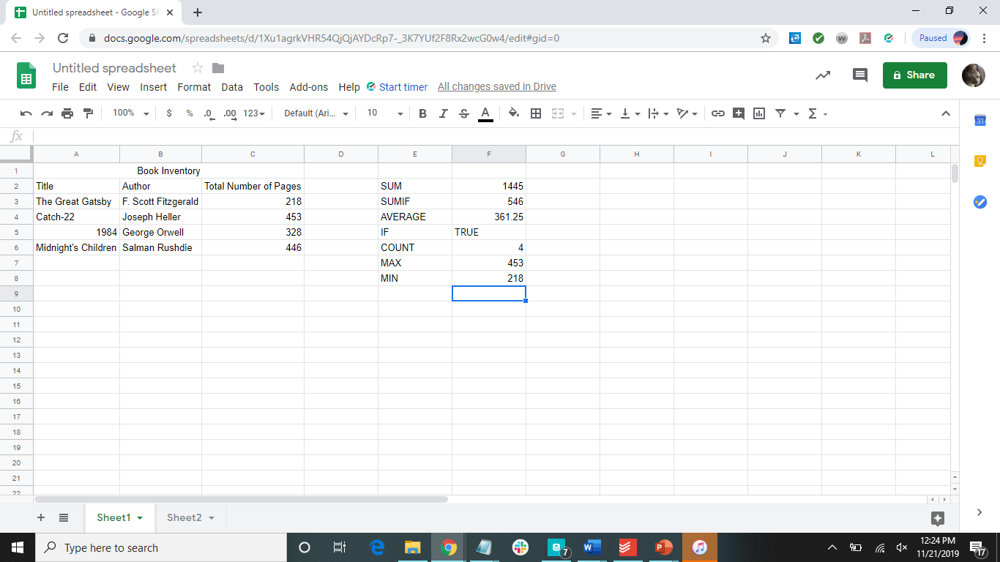 Untitled spreadsheet - Google Sh
docs.google.com/spreadsheets/d/1Xu1agrkVHR54QjQjAYDcRp7-_3K7YUf2F8Rx2wcG0w4/edit#gid=0
Paused
Untitled spreadsheet
Share
File Edit View Insert Format Data Tools Add-ons Help Start timer All changes saved in Drive
100% $ % .0 .00 123 Default (Ari... 10 B I S A Σ
31
fx
A B C D E F G H I J K L
1 Book Inventory
2 Title Author Total Number of Pages SUM 1445
3 The Great Gatsby F. Scott Fitzgerald 218 SUMIF 546
4 Catch-22 Joseph Heller 453 AVERAGE 361.25
5 1984 George Orwell 328 IF TRUE
6 Midnight's Children Salman Rushdie 446 COUNT 4
7 MAX 453
8 MIN 218
9
10
11
12
13
14
15
16
17
18
19
20
21
22
Sheet1 Sheet2
Type here to search
7
12:24 PM
11/21/2019
17